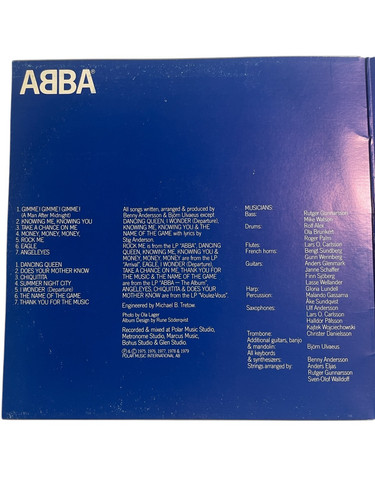 ABBA
1. GIMME! GIMME! GIMME!
(A Man After Midnight)
2. KNOWING ME, KNOWING YOU
3. TAKE A CHANCE ON ME
4. MONEY, MONEY, MONEY,
5. ROCK ME
6. EAGLE
7. ANGELEYES
1. DANCING QUEEN
2. DOES YOUR MOTHER KNOW
3. CHIQUITITA
4. SUMMER NIGHT CITY
5. I WONDER (Departure)
6. THE NAME OF THE GAME
7. THANK YOU FOR THE MUSIC
All songs written, arranged & produced by
Benny Andersson & Björn Ulvaeus except
DANCING QUEEN, I WONDER (Departure),
KNOWING ME, KNOWING YOU & THE
NAME OF THE GAME with lyrics by
Stig Anderson.
ROCK ME is from the LP "ABBA", DANCING
QUEEN, KNOWING ME, KNOWING YOU &
MONEY, MONEY, MONEY are from the LP
"Arrival", EAGLE, I WONDER (Departure),
TAKE A CHANCE ON ME, THANK YOU FOR
THE MUSIC & THE NAME OF THE GAME
are from the LP "ABBA — The Album",
ANGELEYES, CHIQUITITA & DOES YOUR
MOTHER KNOW are from the LP "Voulez-Vous".
Engineered by Michael B. Tretow
Photo by Ola Lager
Album Design by Rune Söderqvist
Recorded & mixed at Polar Music Studio,
Metronome Studio, Marcus Music,
Bohus Studio & Glen Studio.
℗ & © 1975, 1976, 1977, 1978 & 1979
POLAR MUSIC INTERNATIONAL AB
MUSICIANS:
Bass: Rutger Gunnarsson
Mike Watson
Drums: Rolf Alex
Ola Brunkert
Roger Palm
Flutes: Lars O. Carlsson
French horns: Bengt Sundberg
Gunn Weinberg
Guitars: Anders Glenmark
Janne Schaffer
Finn Sjöberg
Lasse Wellander
Harp: Gloria Lundell
Percussion: Malando Gassama
Åke Sundqvist
Saxophones: Ulf Andersson
Lars O. Carlsson
Halldor Pálsson
Kajtek Wojciechowski
Trombone: Christer Danielsson
Additional guitars, banjo
& mandolin: Björn Ulvaeus
All keyboards
& synthesizers: Benny Andersson
Strings arranged by: Anders Eljas
Rutger Gunnarsson
Sven-Olof Walldoff